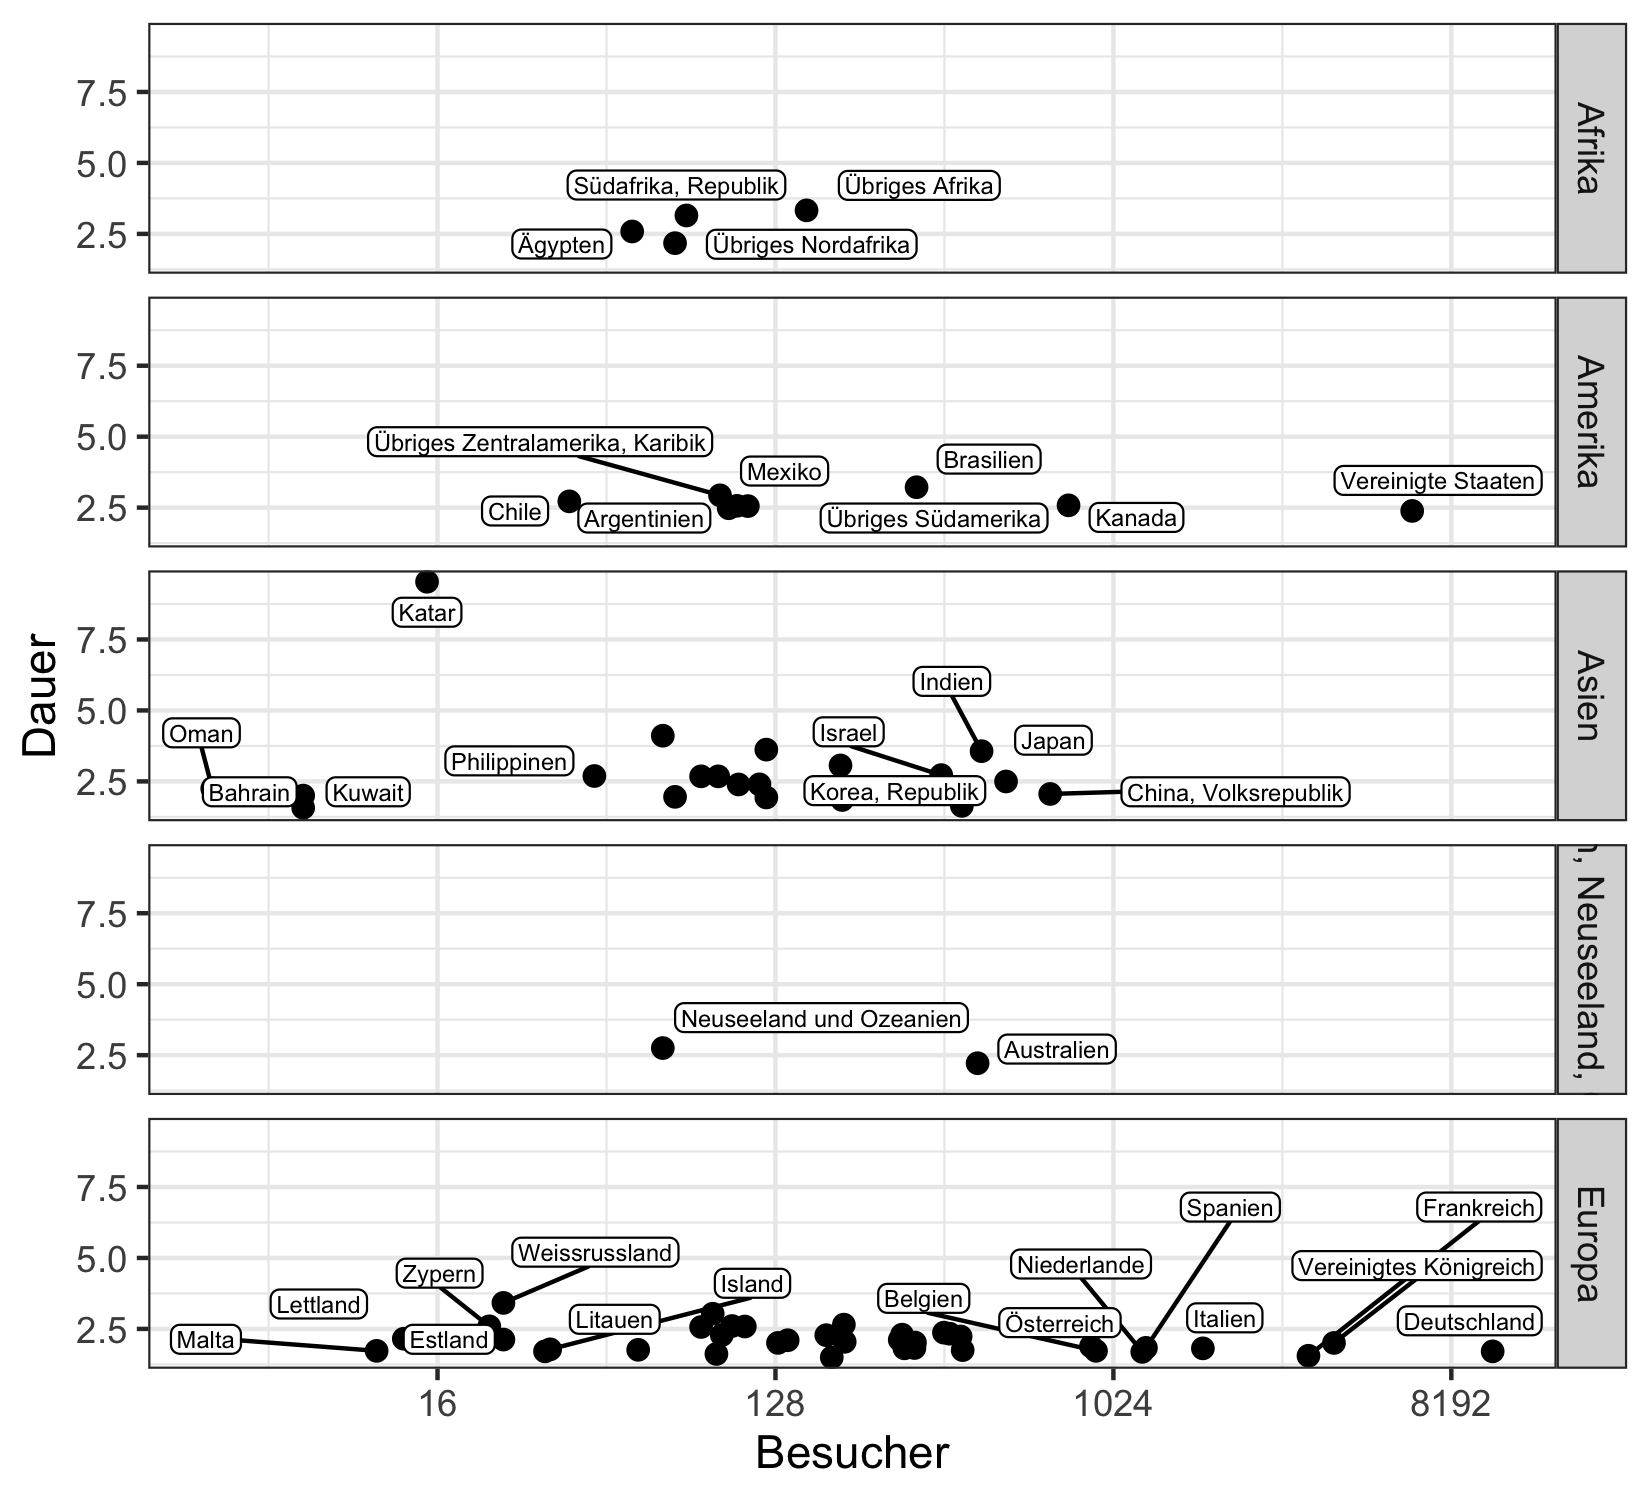 7.5
5.0
2.5
Südafrika, Republik
Übriges Afrika
Ägypten
Übriges Nordafrika
Afrika
7.5
5.0
2.5
Übriges Zentralamerika, Karibik
Mexiko
Brasilien
Vereinigte Staaten
Chile
Argentinien
Übriges Südamerika
Kanada
Amerika
Dauer
7.5
5.0
2.5
Katar
Indien
Oman
Israel
Japan
Philippinen
Bahrain
Kuwait
Korea, Republik
China, Volksrepublik
Asien
7.5
5.0
2.5
Neuseeland und Ozeanien
Australien
, Neuseeland,
7.5
5.0
2.5
Spanien
Frankreich
Weissrussland
Niederlande
Vereinigtes Königreich
Zypern
Island
Belgien
Lettland
Litauen
Österreich
Italien
Deutschland
Malta
Estland
Europa
16
128
1024
8192
Besucher